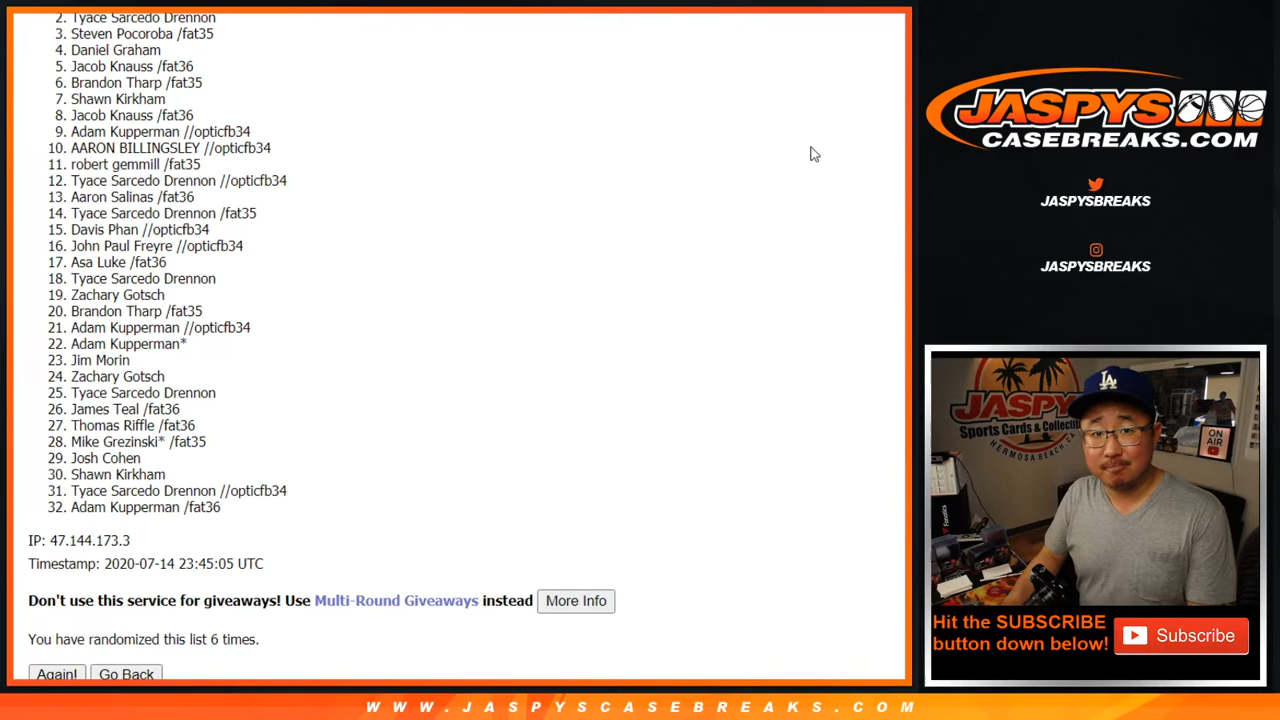 2. Tyace Sarcedo Drennon
3. Steven Pocoroba /fat35
4. Daniel Graham
5. Jacob Knauss /fat36
6. Brandon Tharp /fat35
7. Shawn Kirkham
8. Jacob Knauss /fat36
9. Adam Kupperman //opticfb34
10. AARON BILLINGSLEY //opticfb34
11. robert gemmill /fat35
12. Tyace Sarcedo Drennon //opticfb34
13. Aaron Salinas /fat36
14. Tyace Sarcedo Drennon /fat35
15. Davis Phan //opticfb34
16. John Paul Freyre //opticfb34
17. Asa Luke /fat36
18. Tyace Sarcedo Drennon
19. Zachary Gotsch
20. Brandon Tharp /fat35
21. Adam Kupperman //opticfb34
22. Adam Kupperman*
23. Jim Morin
24. Zachary Gotsch
25. Tyace Sarcedo Drennon
26. James Teal /fat36
27. Thomas Riffle /fat36
28. Mike Grezinski* /fat35
29. Josh Cohen
30. Shawn Kirkham
31. Tyace Sarcedo Drennon //opticfb34
32. Adam Kupperman /fat36
IP: 47.144.173.3
Timestamp: 2020-07-14 23:45:05 UTC
Don't use this service for giveaways! Use Multi-Round Giveaways instead More Info
You have randomized this list 6 times.
Again! Go Back
JASPYS
CASEBREAKS.COM
JASPYSBREAKS
JASPYSBREAKS
LA
JASPYS
Sports Cards & Collectib
HERMOSA BEACH, CA
ON AIR
Fanatics
Hit the SUBSCRIBE
button down below!
Subscribe
WWW.JASPYSCASEBREAKS.COM